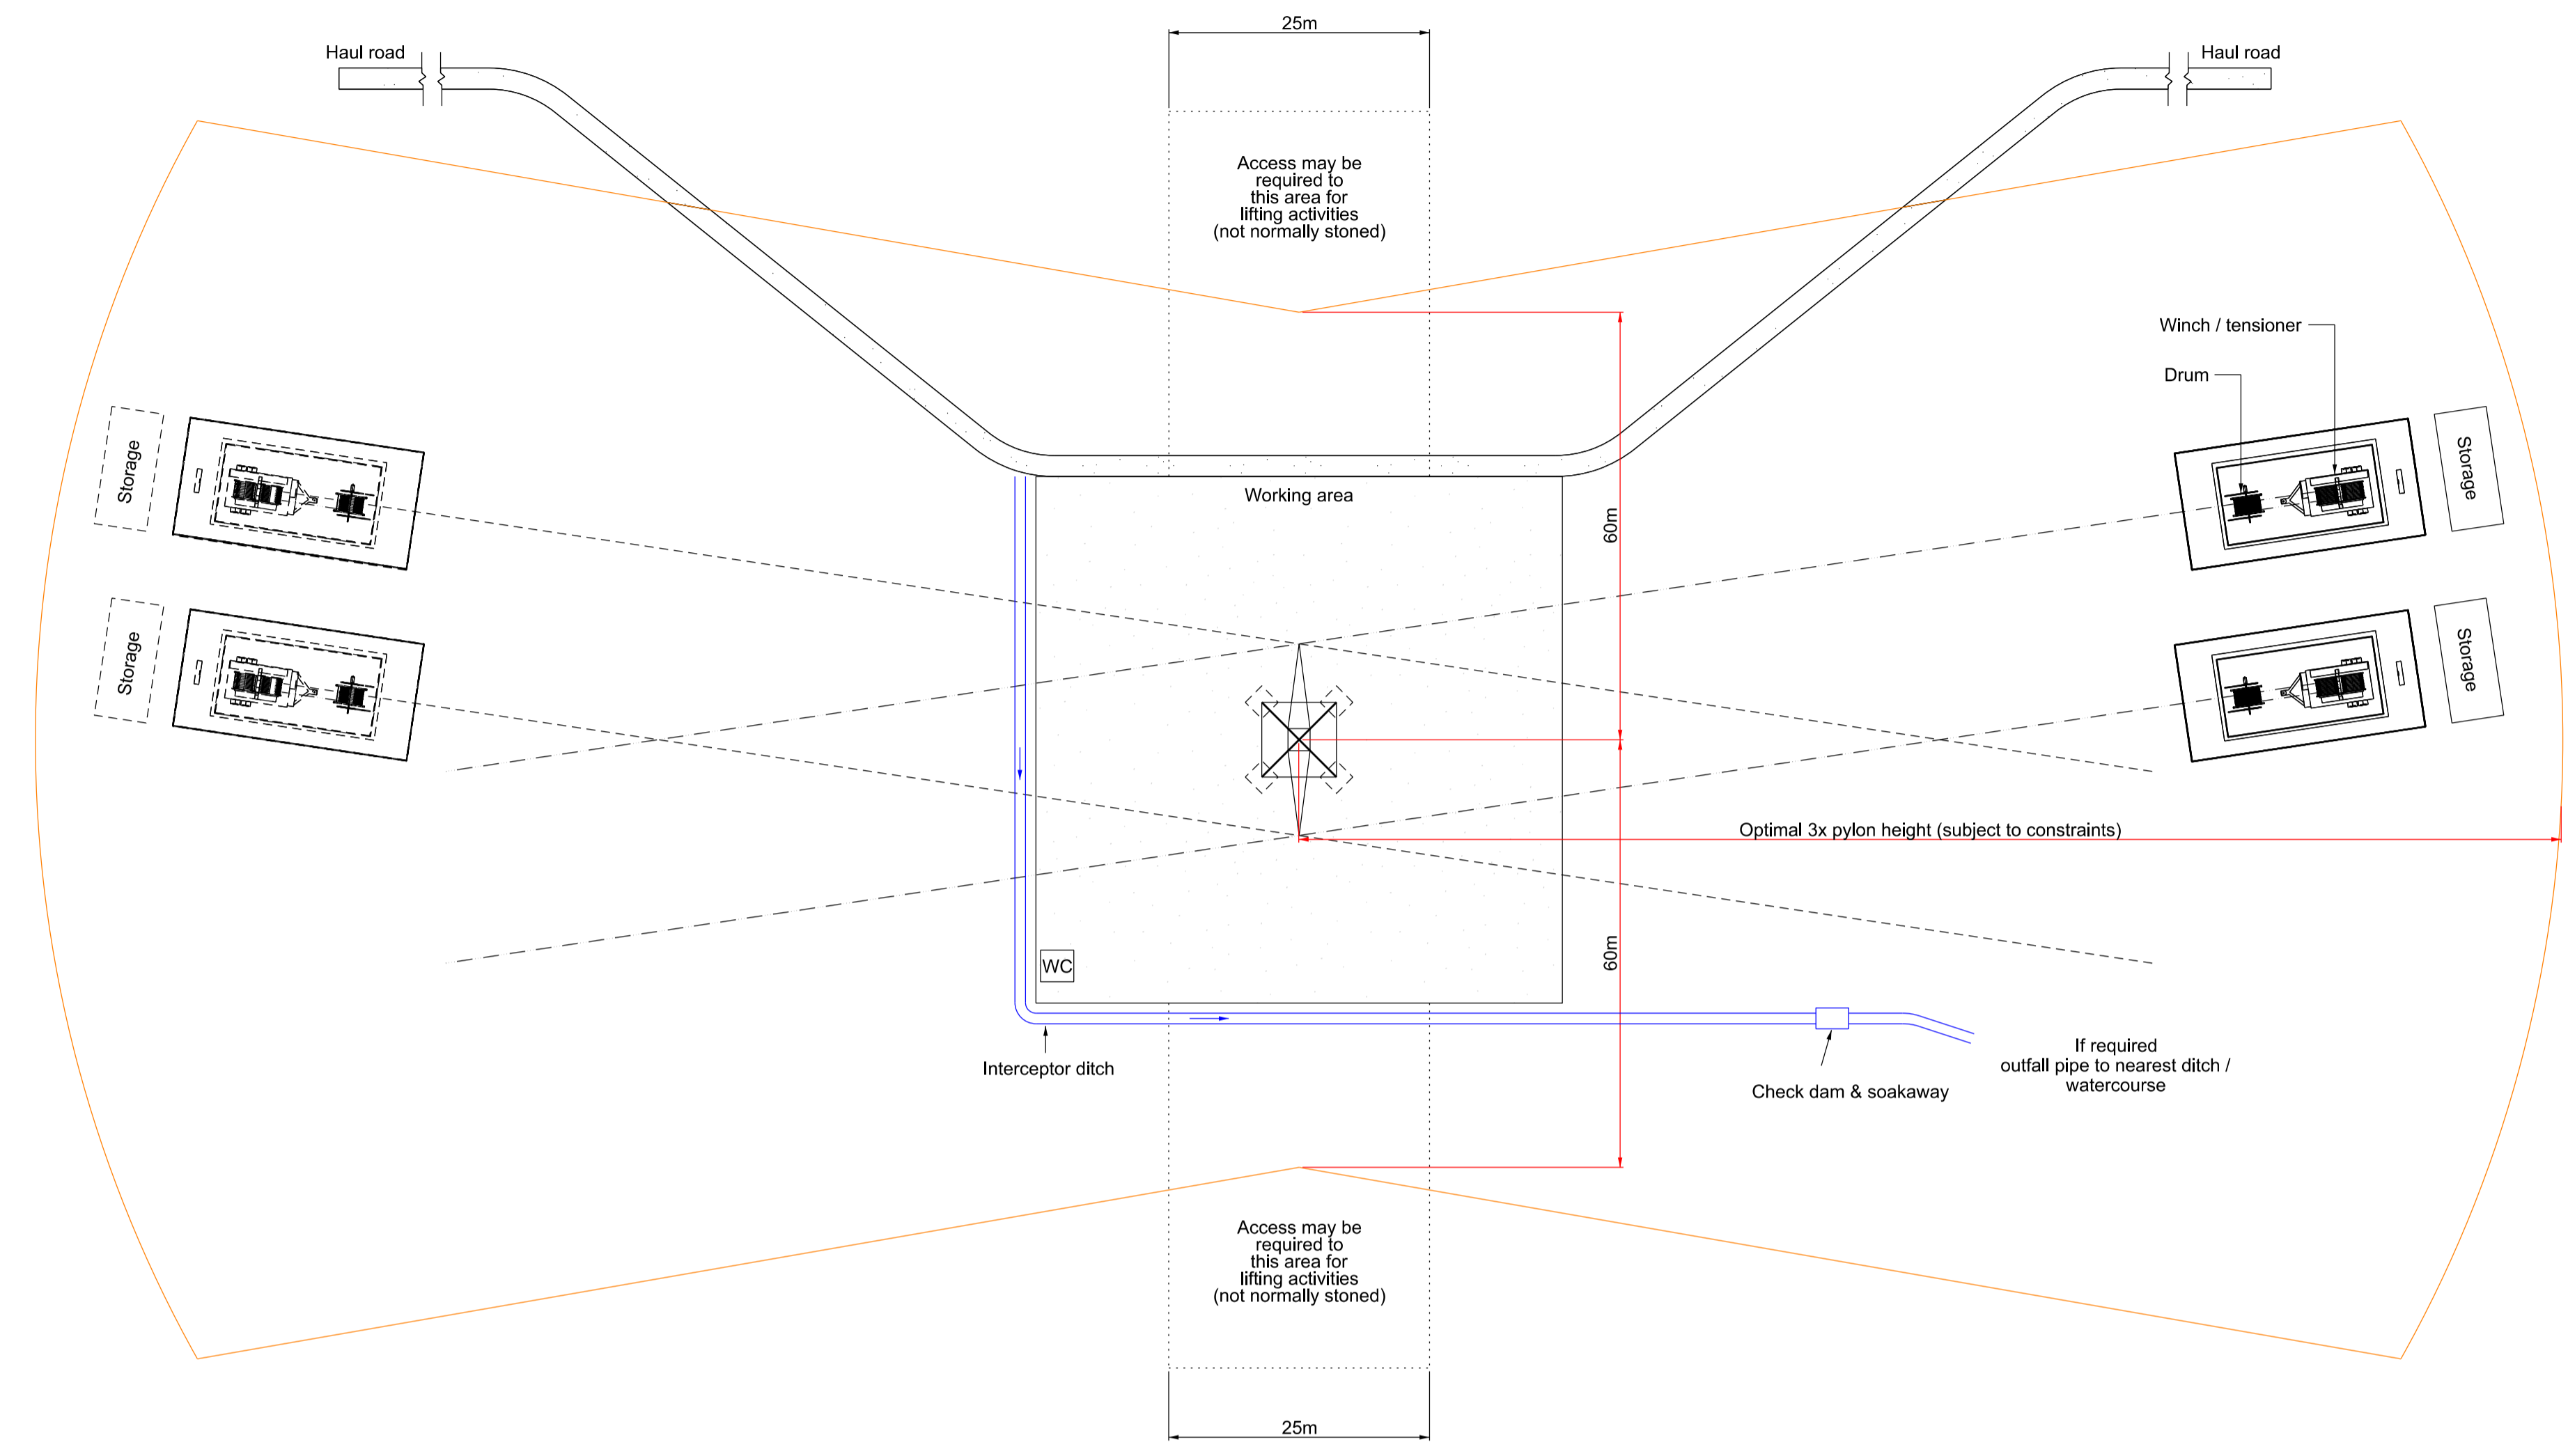 25m
Haul road
Haul road
Access may be
required to
this area for
lifting activities
(not normally stoned)
Winch / tensioner
Drum
Storage
Storage
Working area
60m
Storage
Storage
Optimal 3x pylon height (subject to constraints)
60m
WC
Interceptor ditch
Check dam & soakaway
If required
outfall pipe to nearest ditch /
watercourse
Access may be
required to
this area for
lifting activities
(not normally stoned)
25m